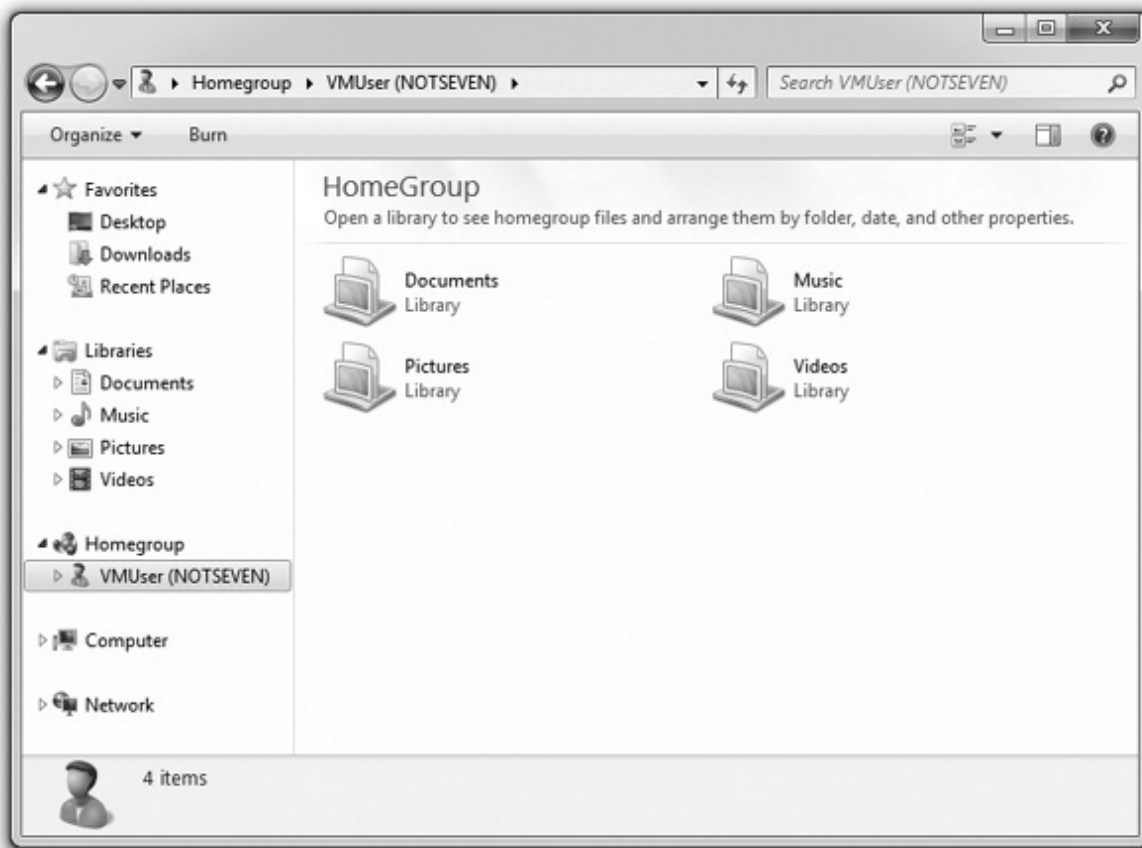 Homegroup VMUser (NOTSEVEN) Search VMUser (NOTSEVEN)
Organize Burn
Favorites
Desktop
Downloads
Recent Places
Libraries
Documents
Music
Pictures
Videos
Homegroup
VMUser (NOTSEVEN)
Computer
Network
HomeGroup
Open a library to see homegroup files and arrange them by folder, date, and other properties.
Documents
Library
Music
Library
Pictures
Library
Videos
Library
4 items